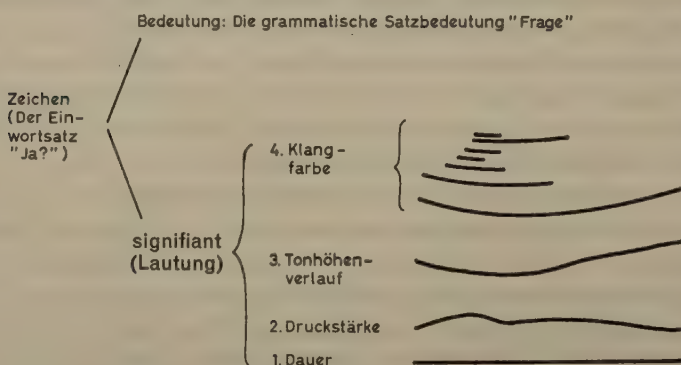 Bedeutung: Die grammatische Satzbedeutung "Frage"
Zeichen
(Der Ein-
wortsatz
"Ja?")
signifiant
(Lautung)
4. Klang-
farbe
3. Tonhöhen-
verlauf
2. Druckstärke
1. Dauer